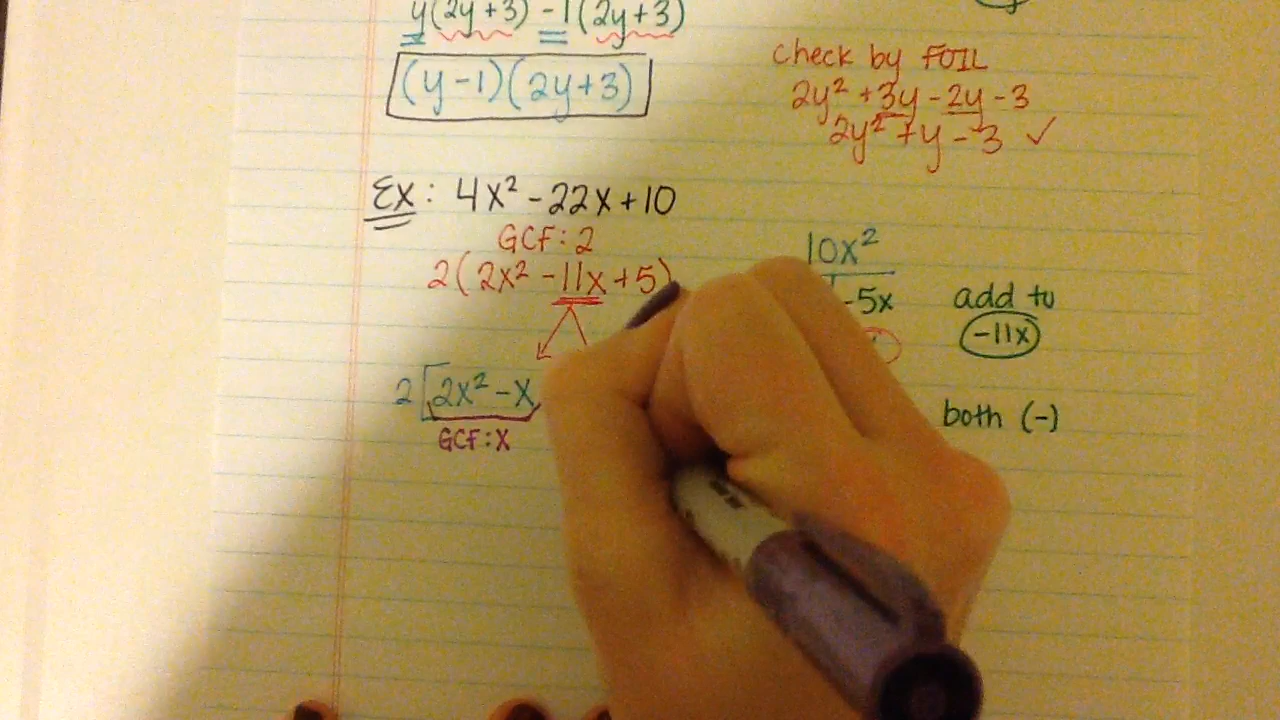 y(2y+3) -1(2y+3)
(y-1)(2y+3)
check by FOIL
2y² +3y -2y -3
2y² +y -3 ✓
Ex: 4x² -22x +10
GCF: 2
2(2x² -11x +5)
2[2x² -x
GCF: x
10x²
-5x
add to
-11x
both (-)